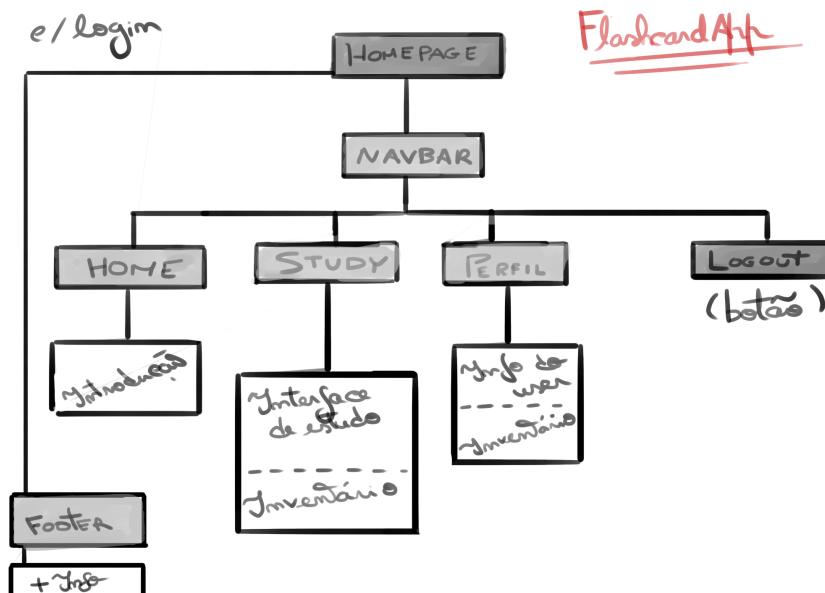 c/ login
FlashcardApp
HOMEPAGE
NAVBAR
HOME
STUDY
PERFIL
LOGOUT
(botão)
Introdução
Interface
de estudo
Inventário
Info do
user
Inventário
FOOTER
+ Info